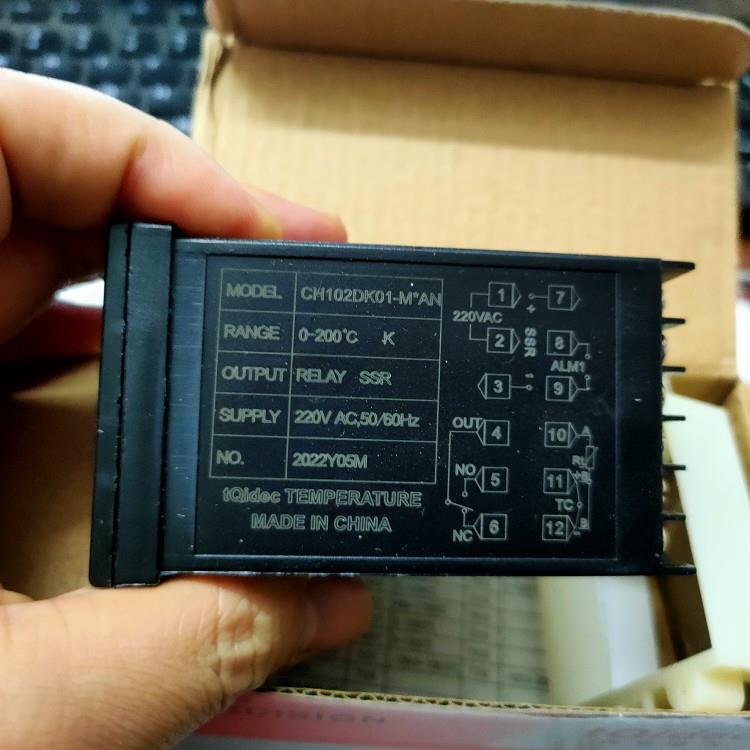 MODEL CH102DK01-M*AN
RANGE 0-200℃ K
OUTPUT RELAY SSR
SUPPLY 220V AC,50/60Hz
NO. 2022Y05M
tQIdec TEMPERATURE
MADE IN CHINA
1 7
220VAC +
2 SSR 8
ALM1
3 - 9
OUT 4 10 A
Rt
NO 5 11 +B
TC
NC 6 12 - B